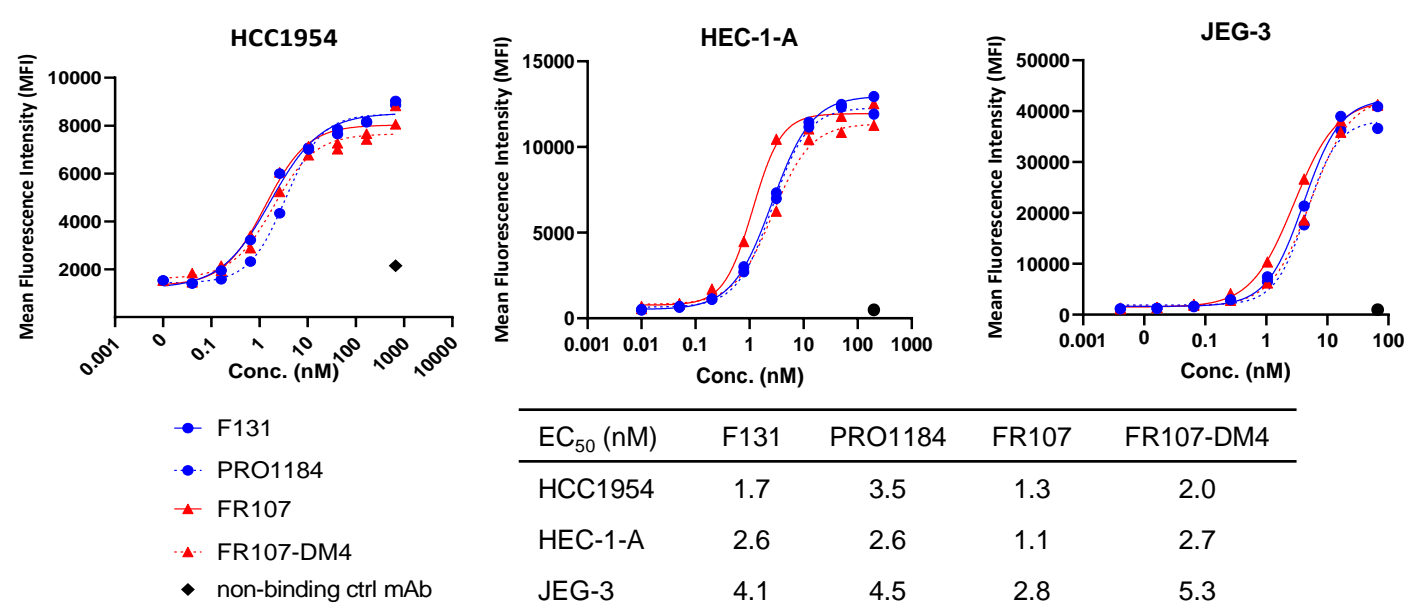 HCC1954
Mean Fluorescence Intensity (MFI)
10000
8000
6000
4000
2000
0.001
0
0.1
1
10
100
1000
10000
Conc. (nM)
HEC-1-A
Mean Fluorescence Intensity (MFI)
15000
10000
5000
0
0.001 0.01 0.1 1 10 100 1000
Conc. (nM)
JEG-3
Mean Fluorescence Intensity (MFI)
50000
40000
30000
20000
10000
0
0.001 0 0.1 1 10 100
Conc. (nM)
F131
PRO1184
FR107
FR107-DM4
non-binding ctrl mAb
EC50 (nM) F131 PRO1184 FR107 FR107-DM4
HCC1954 1.7 3.5 1.3 2.0
HEC-1-A 2.6 2.6 1.1 2.7
JEG-3 4.1 4.5 2.8 5.3